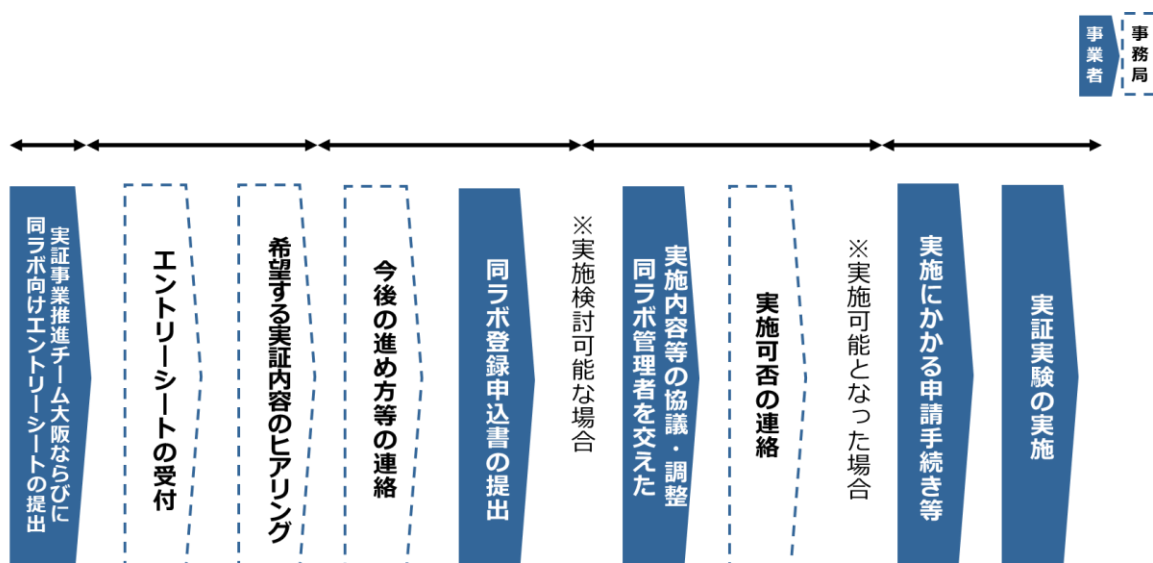 事業者
事務局
実証事業推進チーム大阪ならびに
同ラボ向けエントリーシートの提出
エントリーシートの受付
希望する実証内容のヒアリング
今後の進め方等の連絡
同ラボ登録申込書の提出
※実施検討可能な場合
同ラボ管理者を交えた
実施内容等の協議・調整
実施可否の連絡
※実施可能となった場合
実施にかかる申請手続き等
実証実験の実施